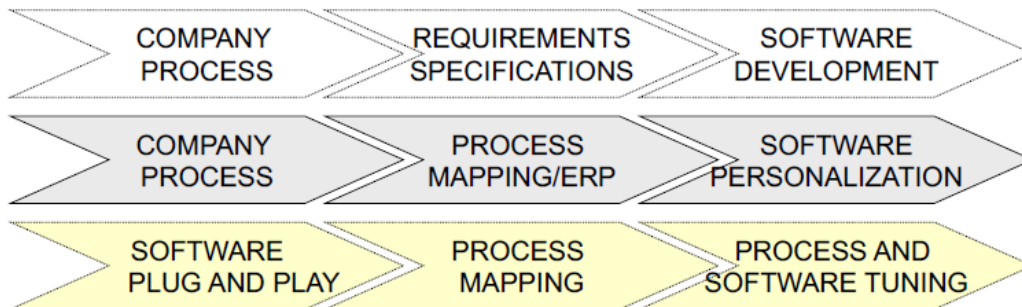 COMPANY
PROCESS
REQUIREMENTS
SPECIFICATIONS
SOFTWARE
DEVELOPMENT
COMPANY
PROCESS
PROCESS
MAPPING/ERP
SOFTWARE
PERSONALIZATION
SOFTWARE
PLUG AND PLAY
PROCESS
MAPPING
PROCESS AND
SOFTWARE TUNING